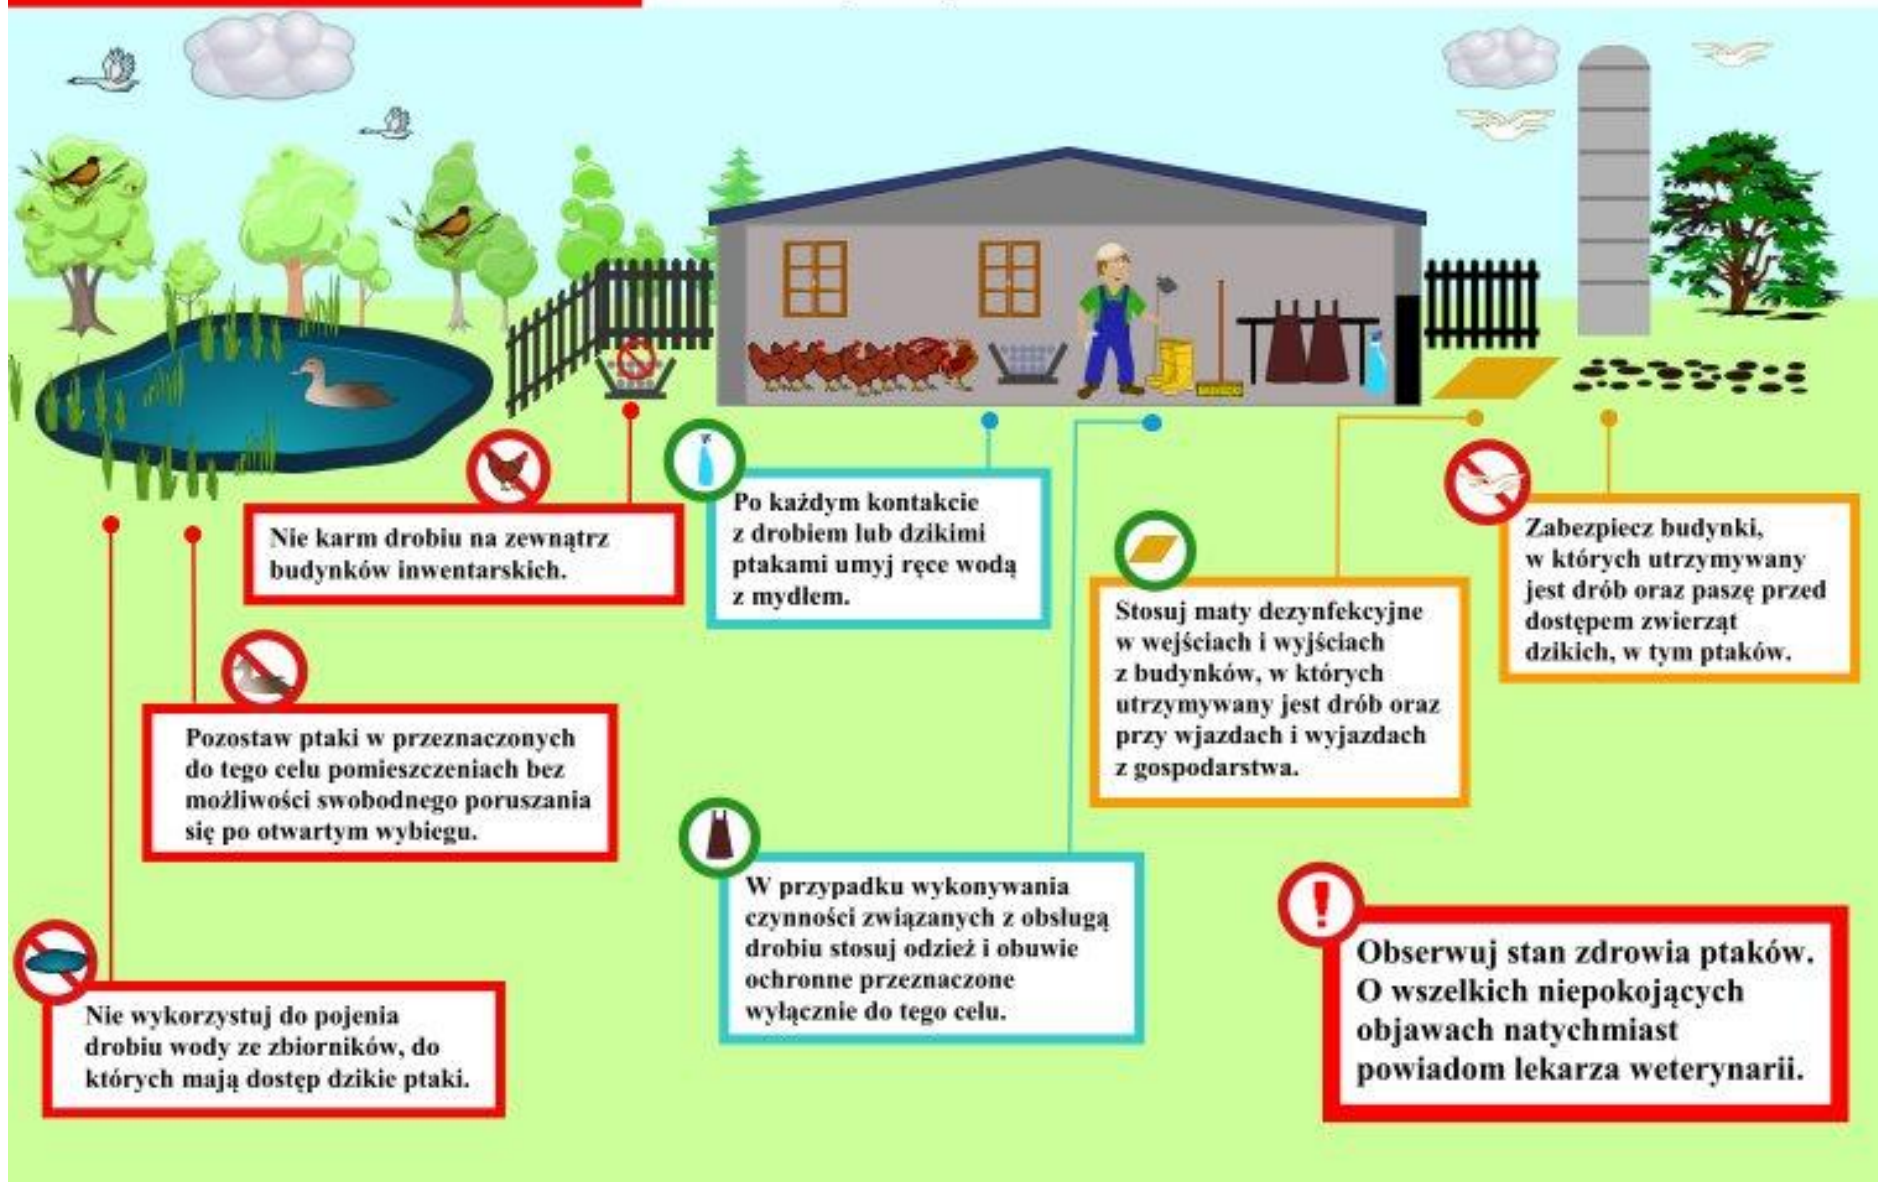 Nie karm drobiu na zewnątrz
budynków inwentarskich.
Po każdym kontakcie
z drobiem lub dzikimi
ptakami umyj ręce wodą
z mydłem.
Stosuj maty dezynfekcyjne
w wejściach i wyjściach
z budynków, w których
utrzymywany jest drób oraz
przy wjazdach i wyjazdach
z gospodarstwa.
Zabezpiecz budynki,
w których utrzymywany
jest drób oraz paszę przed
dostępem zwierząt
dzikich, w tym ptaków.
Pozostaw ptaki w przeznaczonych
do tego celu pomieszczeniach bez
możliwości swobodnego poruszania
się po otwartym wybiegu.
W przypadku wykonywania
czynności związanych z obsługą
drobiu stosuj odzież i obuwie
ochronne przeznaczone
wyłącznie do tego celu.
Nie wykorzystuj do pojenia
drobiu wody ze zbiorników, do
których mają dostęp dzikie ptaki.
Obserwuj stan zdrowia ptaków.
O wszelkich niepokojących
objawach natychmiast
powiadom lekarza weterynarii.